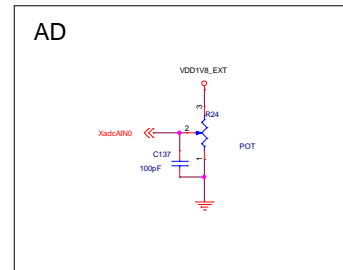 AD
VDD1V8_EXT
3
R24
XadcAIN0
2
C137
1
POT
100pF